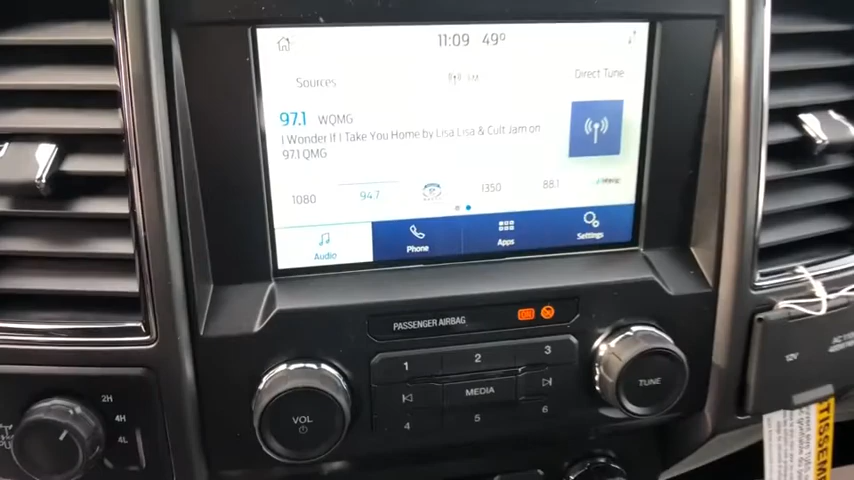 11:09 49°
Sources
Direct Tune
97.1 WQMG
I Wonder If I Take You Home by Lisa Lisa & Cult Jam on
97.1 QMG
1080 94.7 1350 88.1
Audio Phone Apps Settings
PASSENGER AIRBAG
1 2 3
VOL MEDIA TUNE
4 5 6
2H
4H
4L
12V